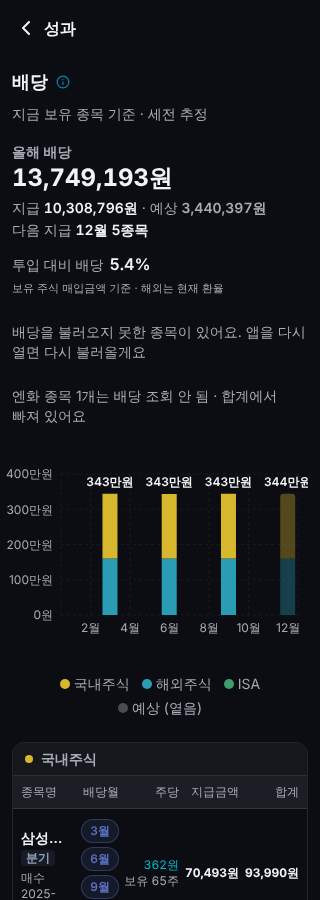 성과
배당
지금 보유 종목 기준 · 세전 추정
올해 배당
13,749,193원
지급 10,308,796원 · 예상 3,440,397원
다음 지급 12월 5종목
투입 대비 배당 5.4%
보유 주식 매입금액 기준 · 해외는 현재 환율
배당을 불러오지 못한 종목이 있어요. 앱을 다시
열면 다시 불러올게요
엔화 종목 1개는 배당 조회 안 됨 · 합계에서
빠져 있어요
400만원
343만원 343만원 343만원 344만원
300만원
200만원
100만원
0원
2월 4월 6월 8월 10월 12월
국내주식 해외주식 ISA
예상 (옅음)
국내주식
종목명 배당월 주당 지급금액 합계
삼성...
분기
매수
2025-
3월
6월
9월
362원
보유 65주
70,493원 93,990원